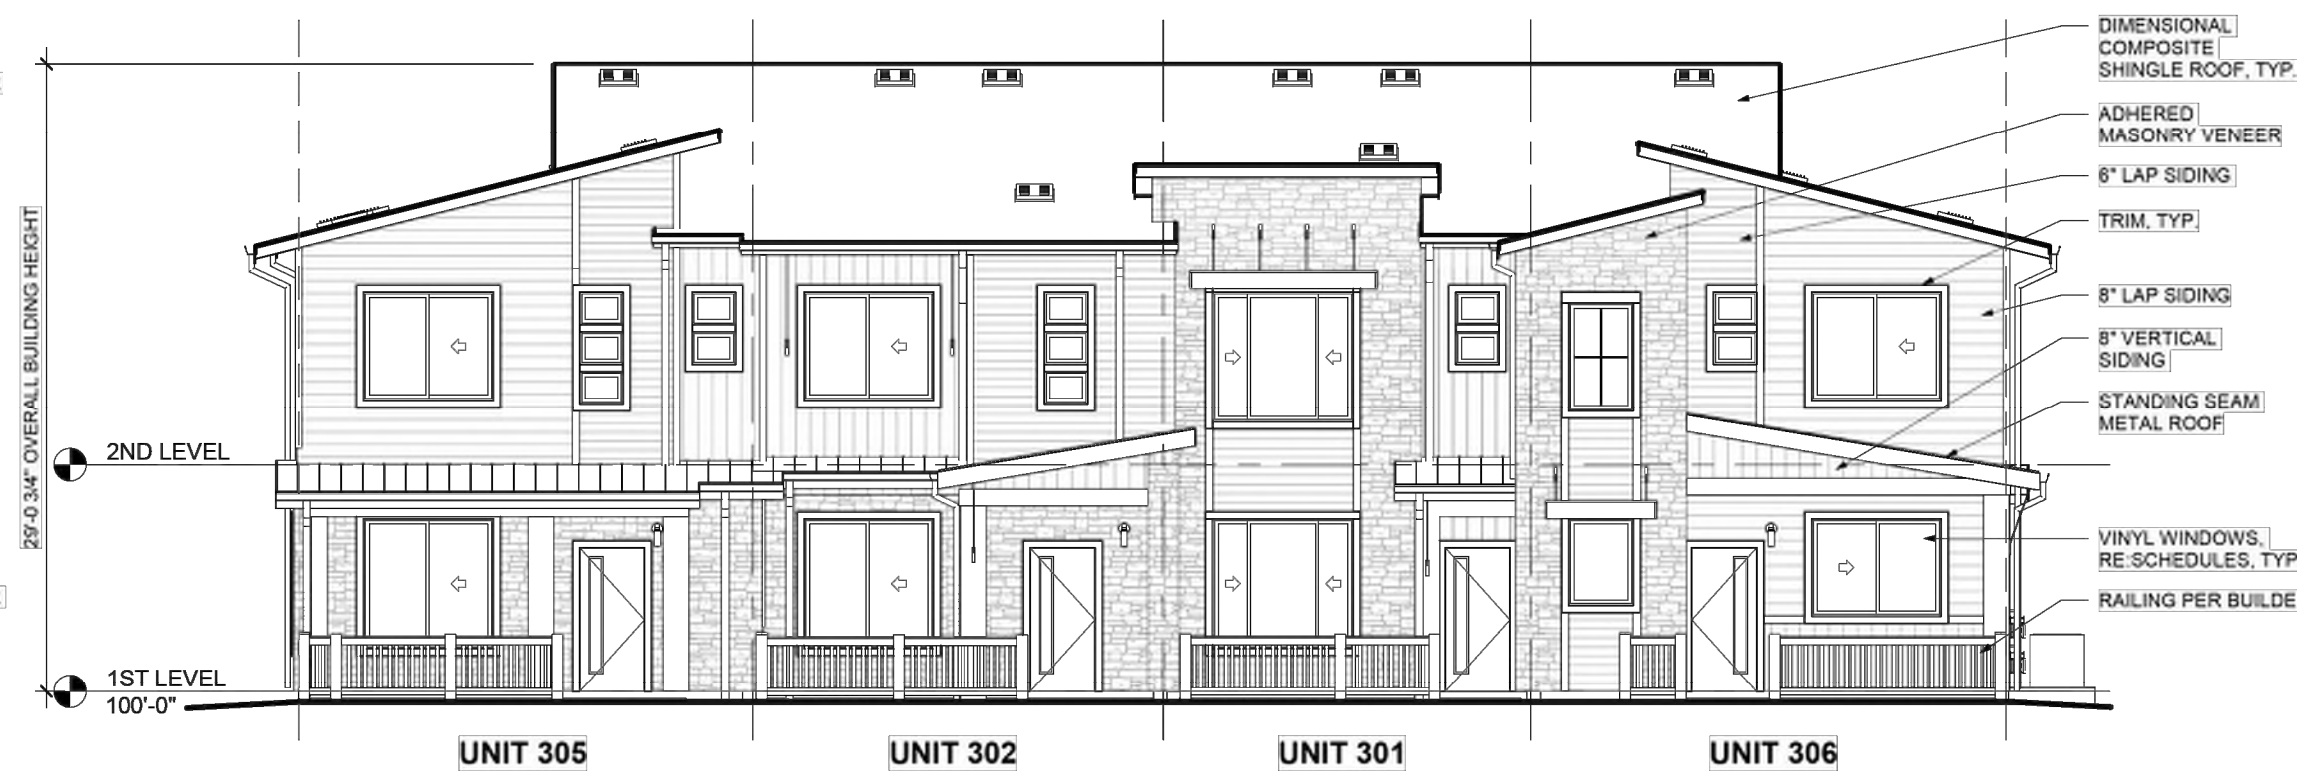 DIMENSIONAL
COMPOSITE
SHINGLE ROOF, TYP.
ADHERED
MASONRY VENEER
6" LAP SIDING
TRIM, TYP.
8" LAP SIDING
8" VERTICAL
SIDING
STANDING SEAM
METAL ROOF
VINYL WINDOWS,
RE:SCHEDULES, TYP
RAILING PER BUILDE
29'-0 3/4" OVERALL BUILDING HEIGHT
2ND LEVEL
1ST LEVEL
100'-0"
UNIT 305
UNIT 302
UNIT 301
UNIT 306